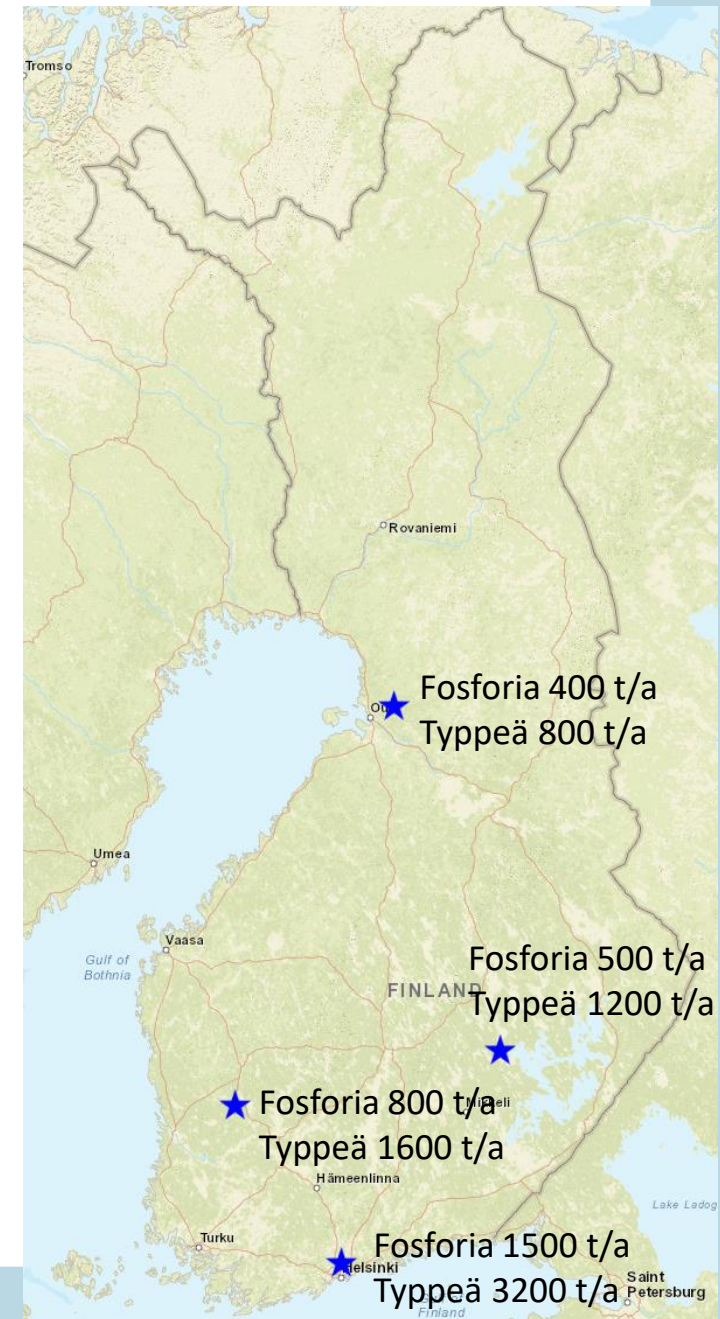 Tromso
Rovaniemi
Fosforia 400 t/a
Typpeä 800 t/a
Umea
Vaasa
Gulf of
Bothnia
Fosforia 500 t/a
FINLAND
Typpeä 1200 t/a
Fosforia 800 t/a
Typpeä 1600 t/a
Hämeenlinna
Lake Ladog
Turku
Fosforia 1500 t/a
Helsinki
Typpeä 3200 t/a
Saint
Petersburg
Finland